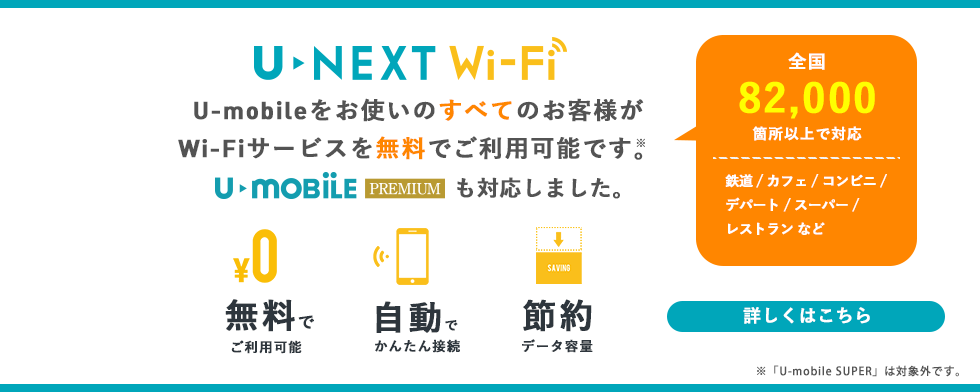 U NEXT Wi-Fi
U-mobileをお使いのすべてのお客様が
Wi-Fiサービスを無料でご利用可能です。※
U MOBILE PREMIUM も対応しました。
¥0
無料で
ご利用可能
自動で
かんたん接続
SAVING
節約
データ容量
全国
82,000
箇所以上で対応
鉄道 / カフェ / コンビニ /
デパート / スーパー /
レストラン など
詳しくはこちら
※「U-mobile SUPER」は対象外です。